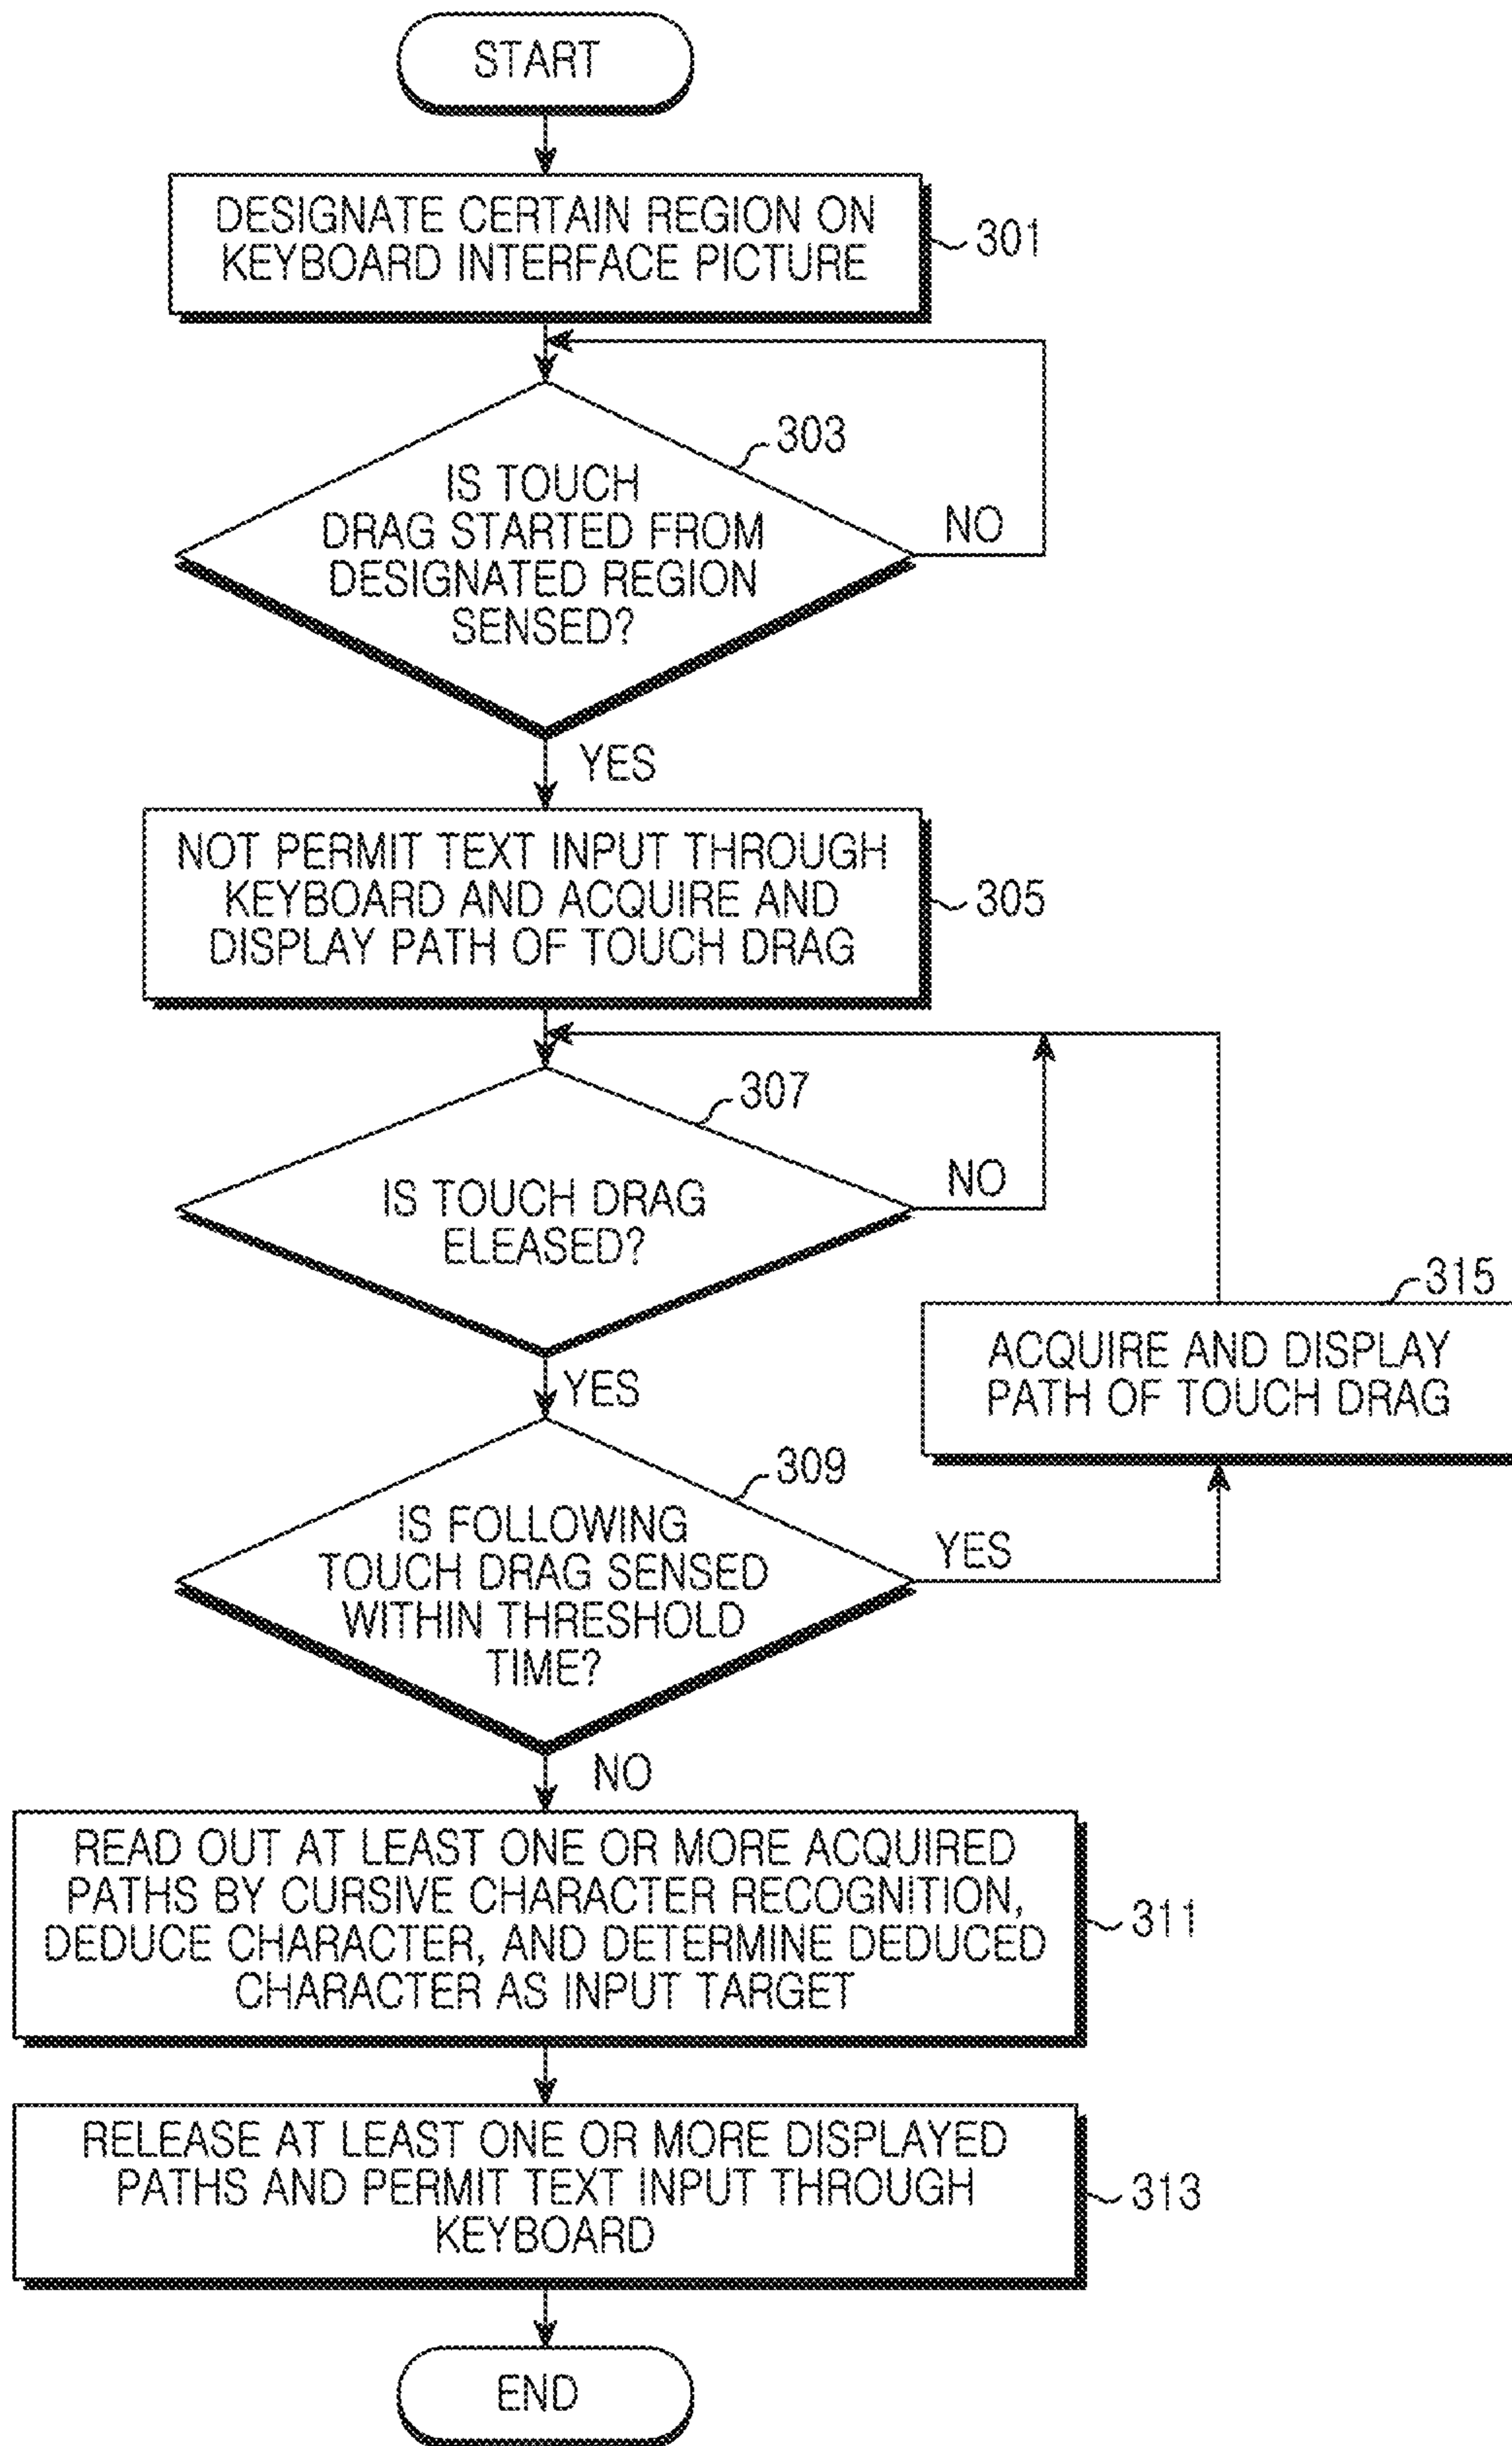 START
DESIGNATE CERTAIN REGION ON
KEYBOARD INTERFACE PICTURE
301
303
IS TOUCH
DRAG STARTED FROM
DESIGNATED REGION
SENSED?
NO
YES
NOT PERMIT TEXT INPUT THROUGH
KEYBOARD AND ACQUIRE AND
DISPLAY PATH OF TOUCH DRAG
305
307
IS TOUCH DRAG
ELEASED?
NO
YES
315
ACQUIRE AND DISPLAY
PATH OF TOUCH DRAG
309
IS FOLLOWING
TOUCH DRAG SENSED
WITHIN THRESHOLD
TIME?
YES
NO
READ OUT AT LEAST ONE OR MORE ACQUIRED
PATHS BY CURSIVE CHARACTER RECOGNITION,
DEDUCE CHARACTER, AND DETERMINE DEDUCED
CHARACTER AS INPUT TARGET
311
RELEASE AT LEAST ONE OR MORE DISPLAYED
PATHS AND PERMIT TEXT INPUT THROUGH
KEYBOARD
313
END